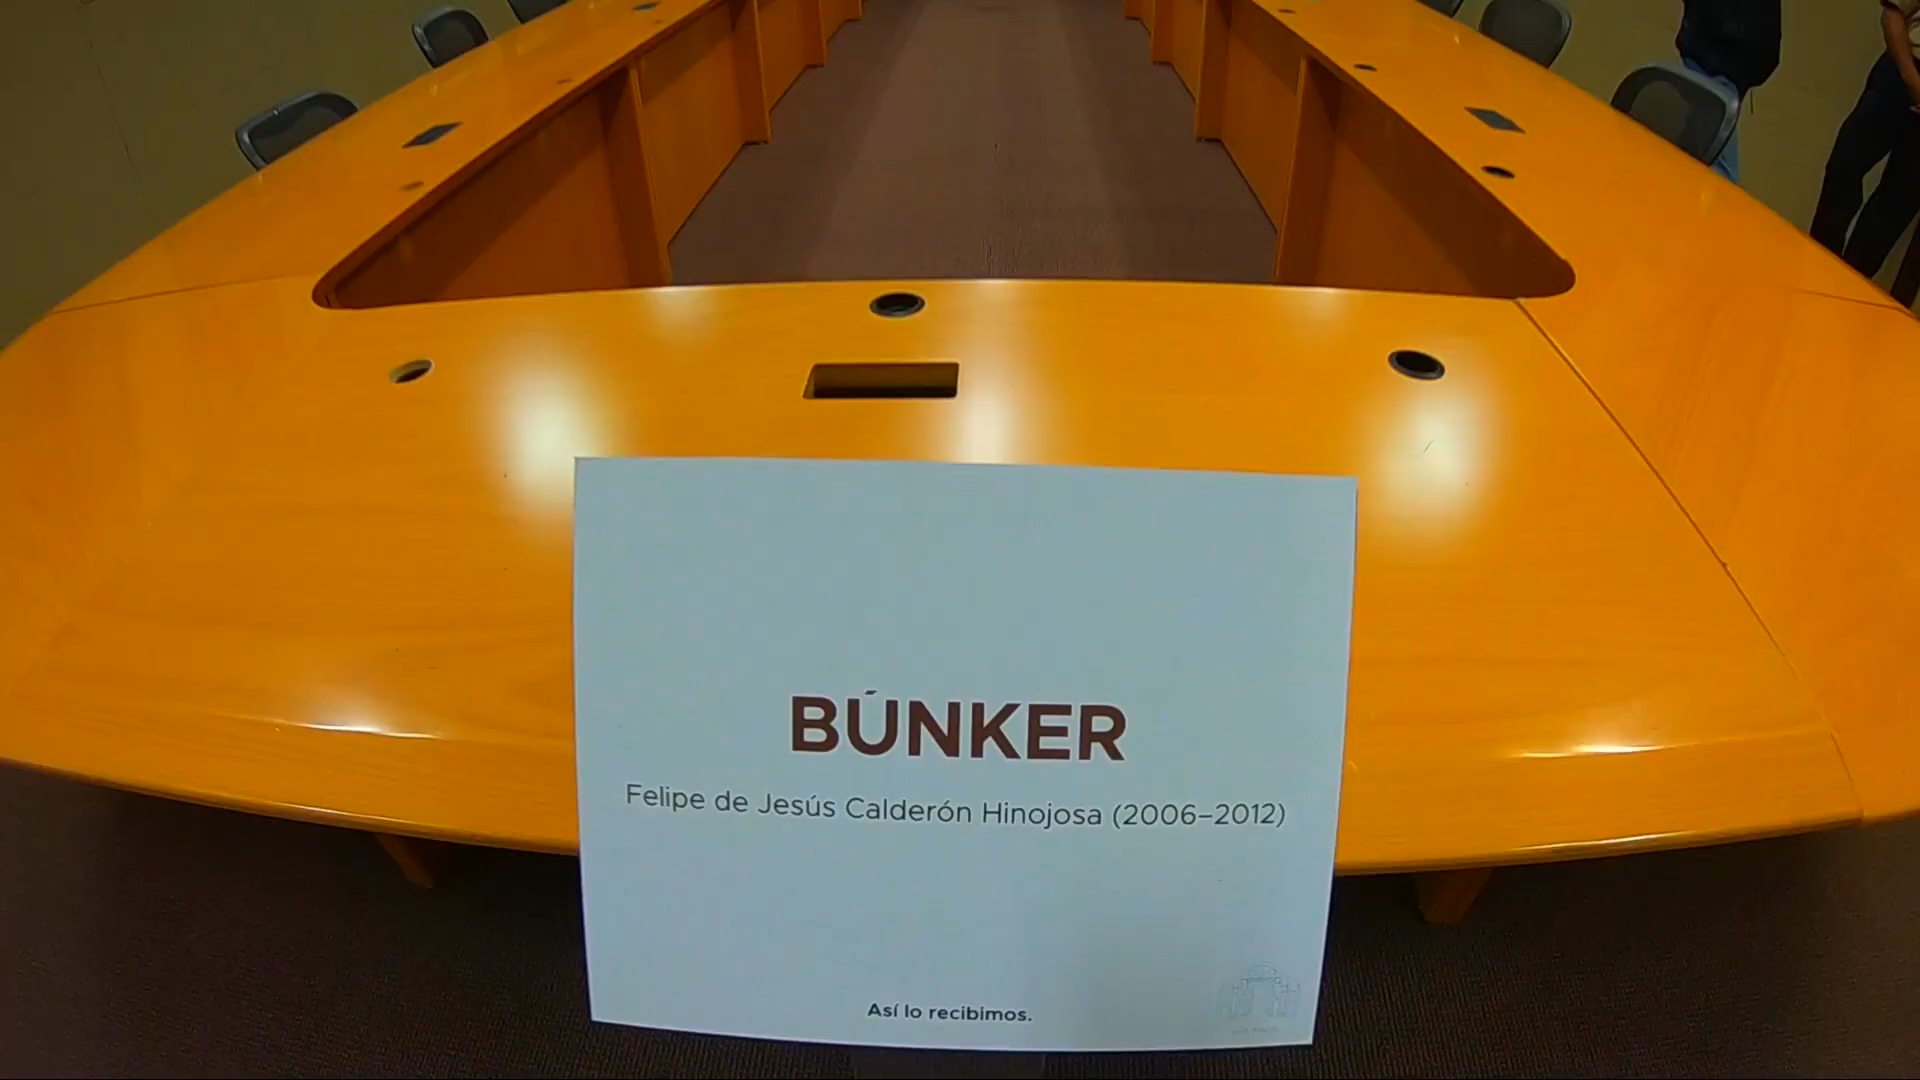 BÚNKER
Felipe de Jesús Calderón Hinojosa (2006–2012)
Así lo recibimos.